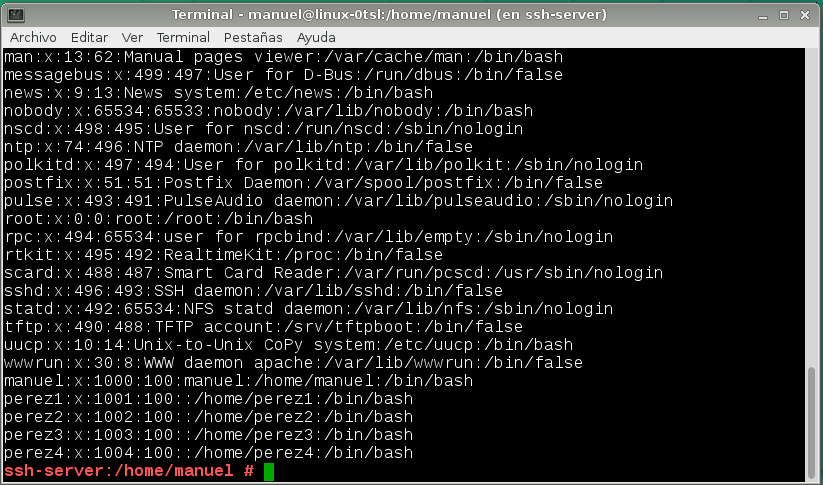 Terminal - manuel@linux-0tsl:/home/manuel (en ssh-server)
Archivo Editar Ver Terminal Pestañas Ayuda
man:x:13:62:Manual pages viewer:/var/cache/man:/bin/bash
messagebus:x:499:497:User for D-Bus:/run/dbus:/bin/false
news:x:9:13:News system:/etc/news:/bin/bash
nobody:x:65534:65533:nobody:/var/lib/nobody:/bin/bash
nscd:x:498:495:User for nscd:/run/nscd:/sbin/nologin
ntp:x:74:496:NTP daemon:/var/lib/ntp:/bin/false
polkitd:x:497:494:User for polkitd:/var/lib/polkit:/sbin/nologin
postfix:x:51:51:Postfix Daemon:/var/spool/postfix:/bin/false
pulse:x:493:491:PulseAudio daemon:/var/lib/pulseaudio:/sbin/nologin
root:x:0:0:root:/root:/bin/bash
rpc:x:494:65534:user for rpcbind:/var/lib/empty:/sbin/nologin
rtkit:x:495:492:RealtimeKit:/proc:/bin/false
scard:x:488:487:Smart Card Reader:/var/run/pcscd:/usr/sbin/nologin
sshd:x:496:493:SSH daemon:/var/lib/sshd:/bin/false
statd:x:492:65534:NFS statd daemon:/var/lib/nfs:/sbin/nologin
tftp:x:490:488:TFTP account:/srv/tftpboot:/bin/false
uucp:x:10:14:Unix-to-Unix CoPy system:/etc/uucp:/bin/bash
wwwrun:x:30:8:WWW daemon apache:/var/lib/wwwrun:/bin/false
manuel:x:1000:100:manuel:/home/manuel:/bin/bash
perez1:x:1001:100::/home/perez1:/bin/bash
perez2:x:1002:100::/home/perez2:/bin/bash
perez3:x:1003:100::/home/perez3:/bin/bash
perez4:x:1004:100::/home/perez4:/bin/bash
ssh-server:/home/manuel #